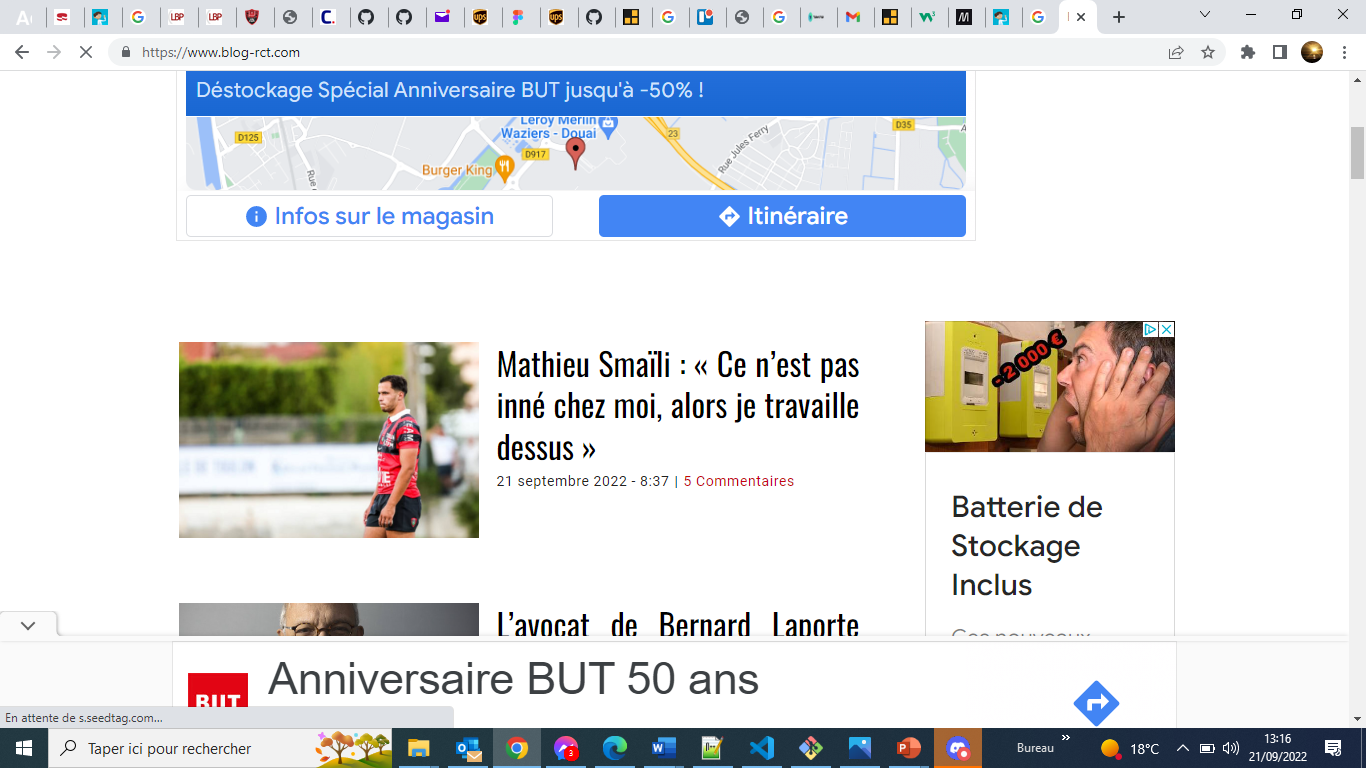 https://www.blog-rct.com
Déstockage Spécial Anniversaire BUT jusqu'à -50% !
D125
Leroy Merlin
Waziers - Douai
D917
Burger King
23
Rue Jules Ferry
D35
Infos sur le magasin
Itinéraire
Mathieu Smaïli : « Ce n'est pas
inné chez moi, alors je travaille
dessus »
21 septembre 2022 - 8:37 | 5 Commentaires
- 2 000 €
Batterie de
Stockage
Inclus
L'avocat de Bernard Laporte
Anniversaire BUT 50 ans
BUT
En attente de s.seedtag.com...
Taper ici pour rechercher
Bureau
18°C
13:16
21/09/2022